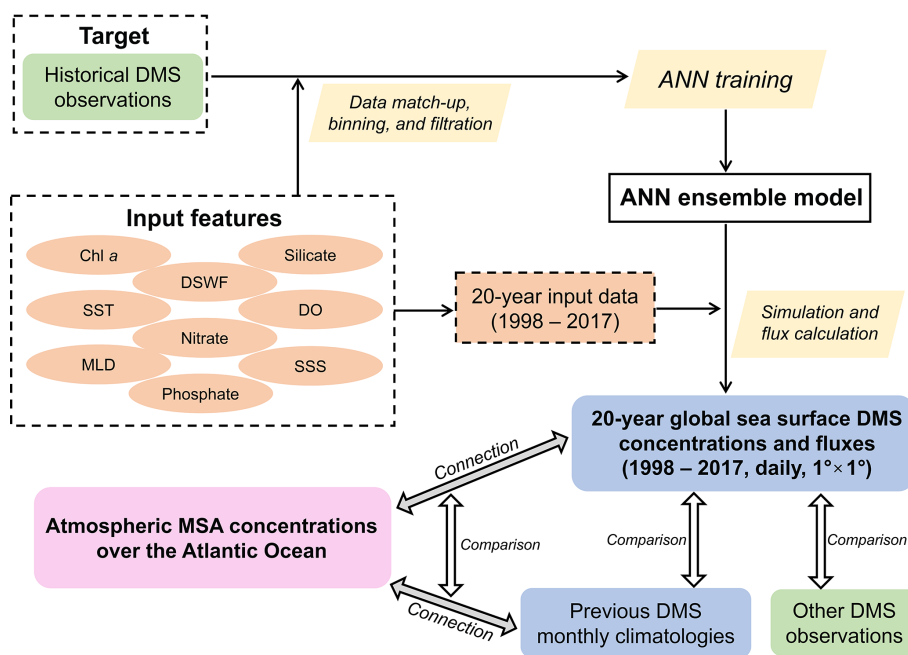 Target
Historical DMS
observations
Data match-up,
binning, and filtration
ANN training
ANN ensemble model
Input features
Chl a
Silicate
DSWF
SST
DO
Nitrate
MLD
SSS
Phosphate
20-year input data
(1998 – 2017)
Simulation and
flux calculation
20-year global sea surface DMS
concentrations and fluxes
(1998 – 2017, daily, 1°×1°)
Connection
Atmospheric MSA concentrations
over the Atlantic Ocean
Comparison
Comparison
Comparison
Connection
Previous DMS
monthly climatologies
Other DMS
observations